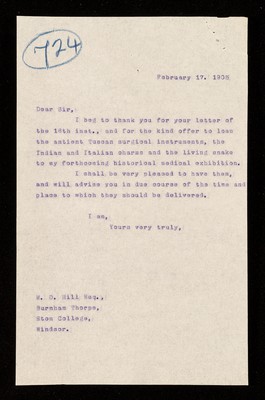 724
February 17. 1908
Dear Sir,
I beg to thank you for your letter of
the 15th inst., and for the kind offer to loan
the antient Tuscan surgical instruments, the
Indian and Italian charms and the living snake
to my forthcoming historical medical exhibition.
I shall be very pleased to have them,
and will advise you in due course of the time and
place to which they should be delivered.
I am,
Yours very truly,
Hill Esq.,
Burnham Thorpe,
Eton College,
Windsor.